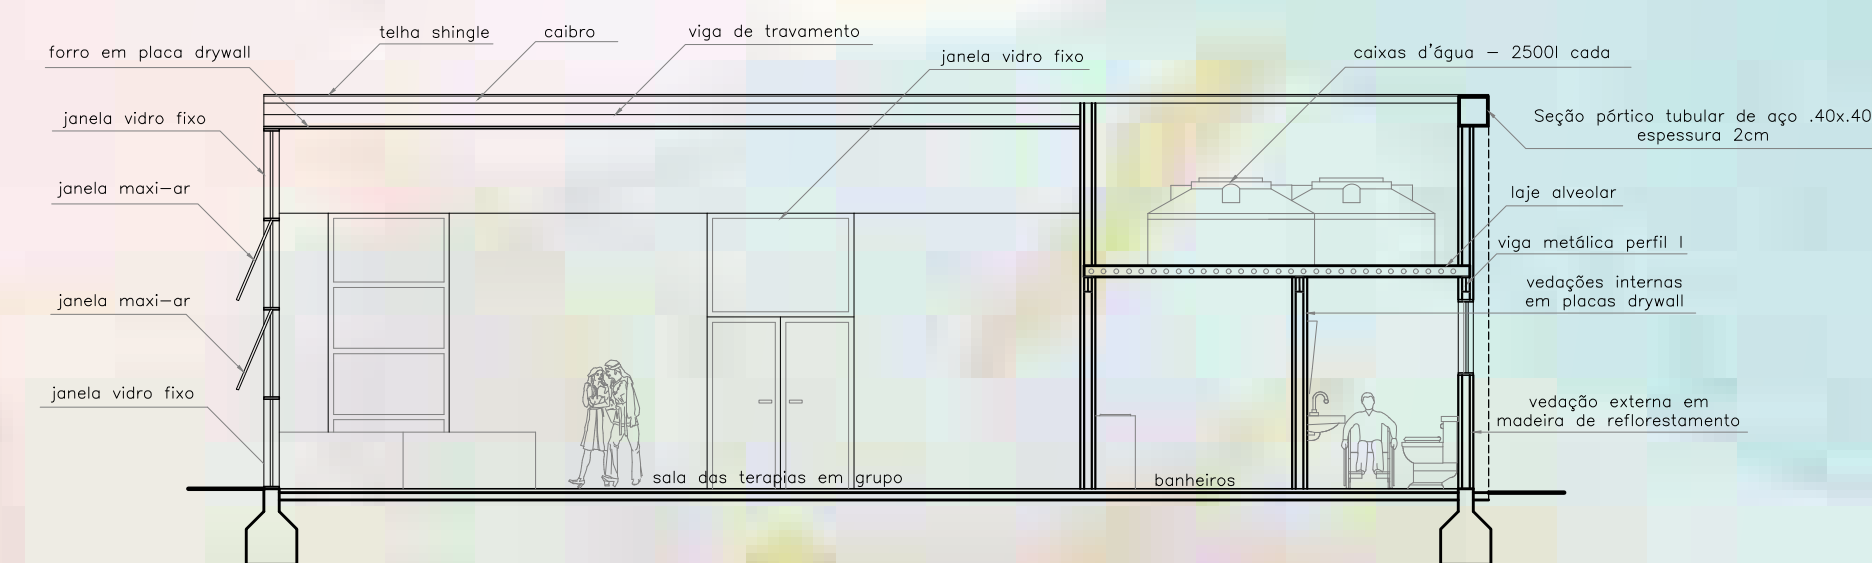 telha shingle
caibro
viga de travamento
forro em placa drywall
janela vidro fixo
caixas d'água – 2500l cada
janela vidro fixo
Seção pórtico tubular de aço .40x.40
espessura 2cm
janela maxi–ar
laje alveolar
viga metálica perfil I
vedações internas
em placas drywall
janela maxi–ar
janela vidro fixo
vedação externa em
madeira de reflorestamento
sala das terapias em grupo
banheiros